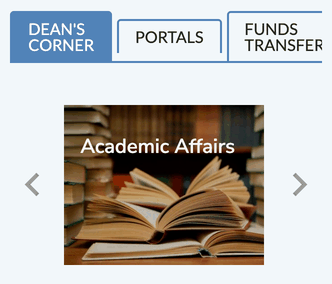 DEAN'S
CORNER
PORTALS
FUNDS
TRANSFER
Academic Affairs